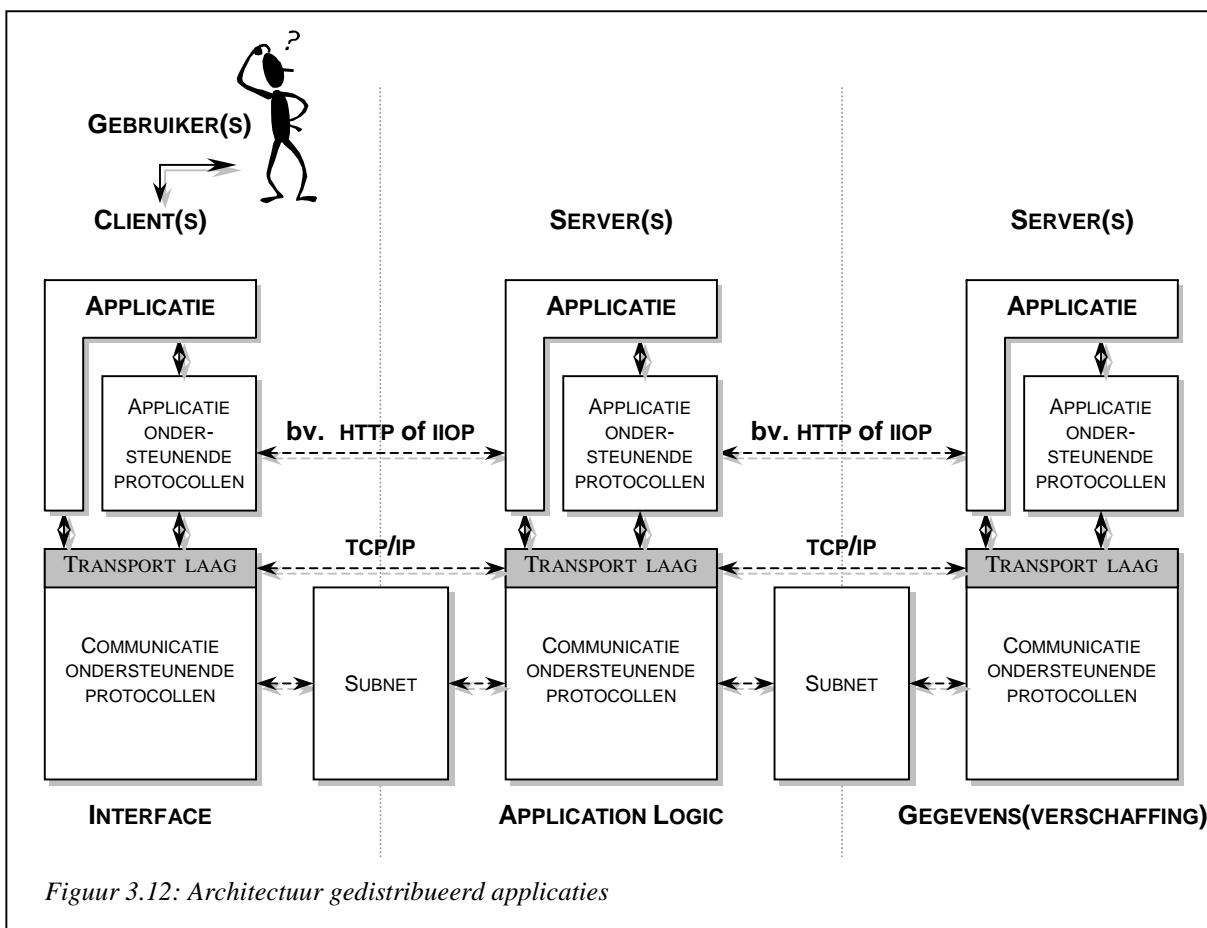 ?
GEBRUIKER(S)
CLIENT(S)
SERVER(S)
SERVER(S)
APPLICATIE
APPLICATIE
APPLICATIE
APPLICATIE
ONDER-
STEUNENDE
PROTOCOLLEN
bv. HTTP of IIOP
APPLICATIE
ONDER-
STEUNENDE
PROTOCOLLEN
bv. HTTP of IIOP
APPLICATIE
ONDER-
STEUNENDE
PROTOCOLLEN
TRANSPORT LAAG
TCP/IP
TRANSPORT LAAG
TCP/IP
TRANSPORT LAAG
COMMUNICATIE
ONDERSTEUNENDE
PROTOCOLLEN
SUBNET
COMMUNICATIE
ONDERSTEUNENDE
PROTOCOLLEN
SUBNET
COMMUNICATIE
ONDERSTEUNENDE
PROTOCOLLEN
INTERFACE
APPLICATION LOGIC
GEGEVENS(VERSCHAFFING)
Figuur 3.12: Architectuur gedistribueerd applicaties